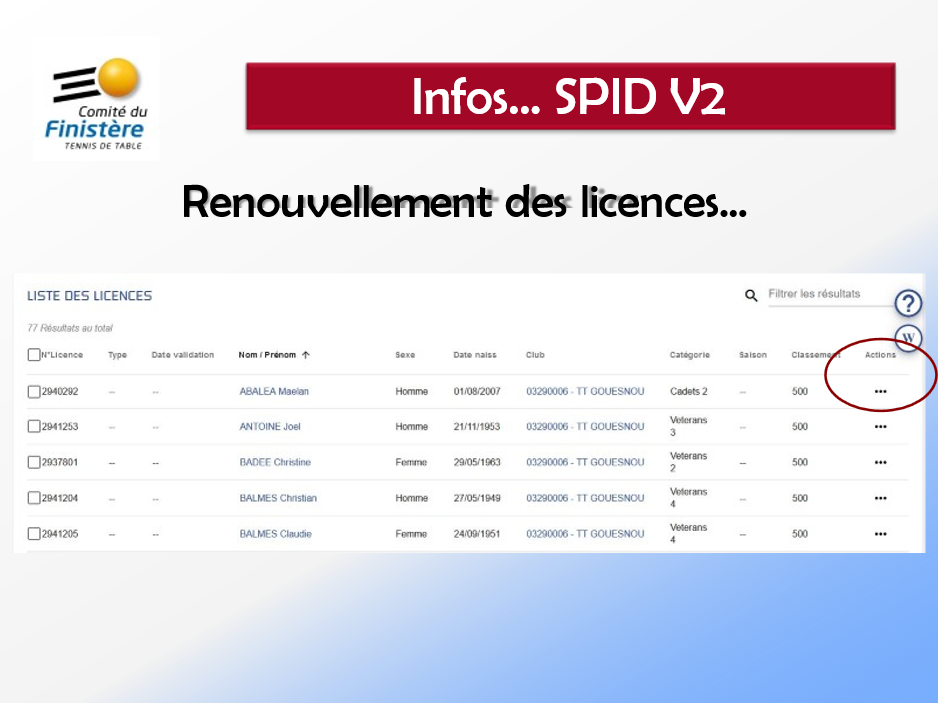 Comité du
Finistère
TENNIS DE TABLE
Infos... SPID V2
Renouvellement des licences...
LISTE DES LICENCES
Filtrer les résultats
?
77 Résultats au total
W
N°Licence Type Date validation Nom / Prénom ↑ Sexe Date naiss Club Catégorie Saison Classement Actions
2940292 -- -- ABALEA Maelan Homme 01/08/2007 03290006 - TT GOUESNOU Cadets 2 -- 500 •••
2941253 -- -- ANTOINE Joel Homme 21/11/1953 03290006 - TT GOUESNOU Veterans 3 -- 500 •••
2937801 -- -- BADEE Christine Femme 29/05/1963 03290006 - TT GOUESNOU Veterans 2 -- 500 •••
2941204 -- -- BALMES Christian Homme 27/05/1949 03290006 - TT GOUESNOU Veterans 4 -- 500 •••
2941205 -- -- BALMES Claudie Femme 24/09/1951 03290006 - TT GOUESNOU Veterans 4 -- 500 •••